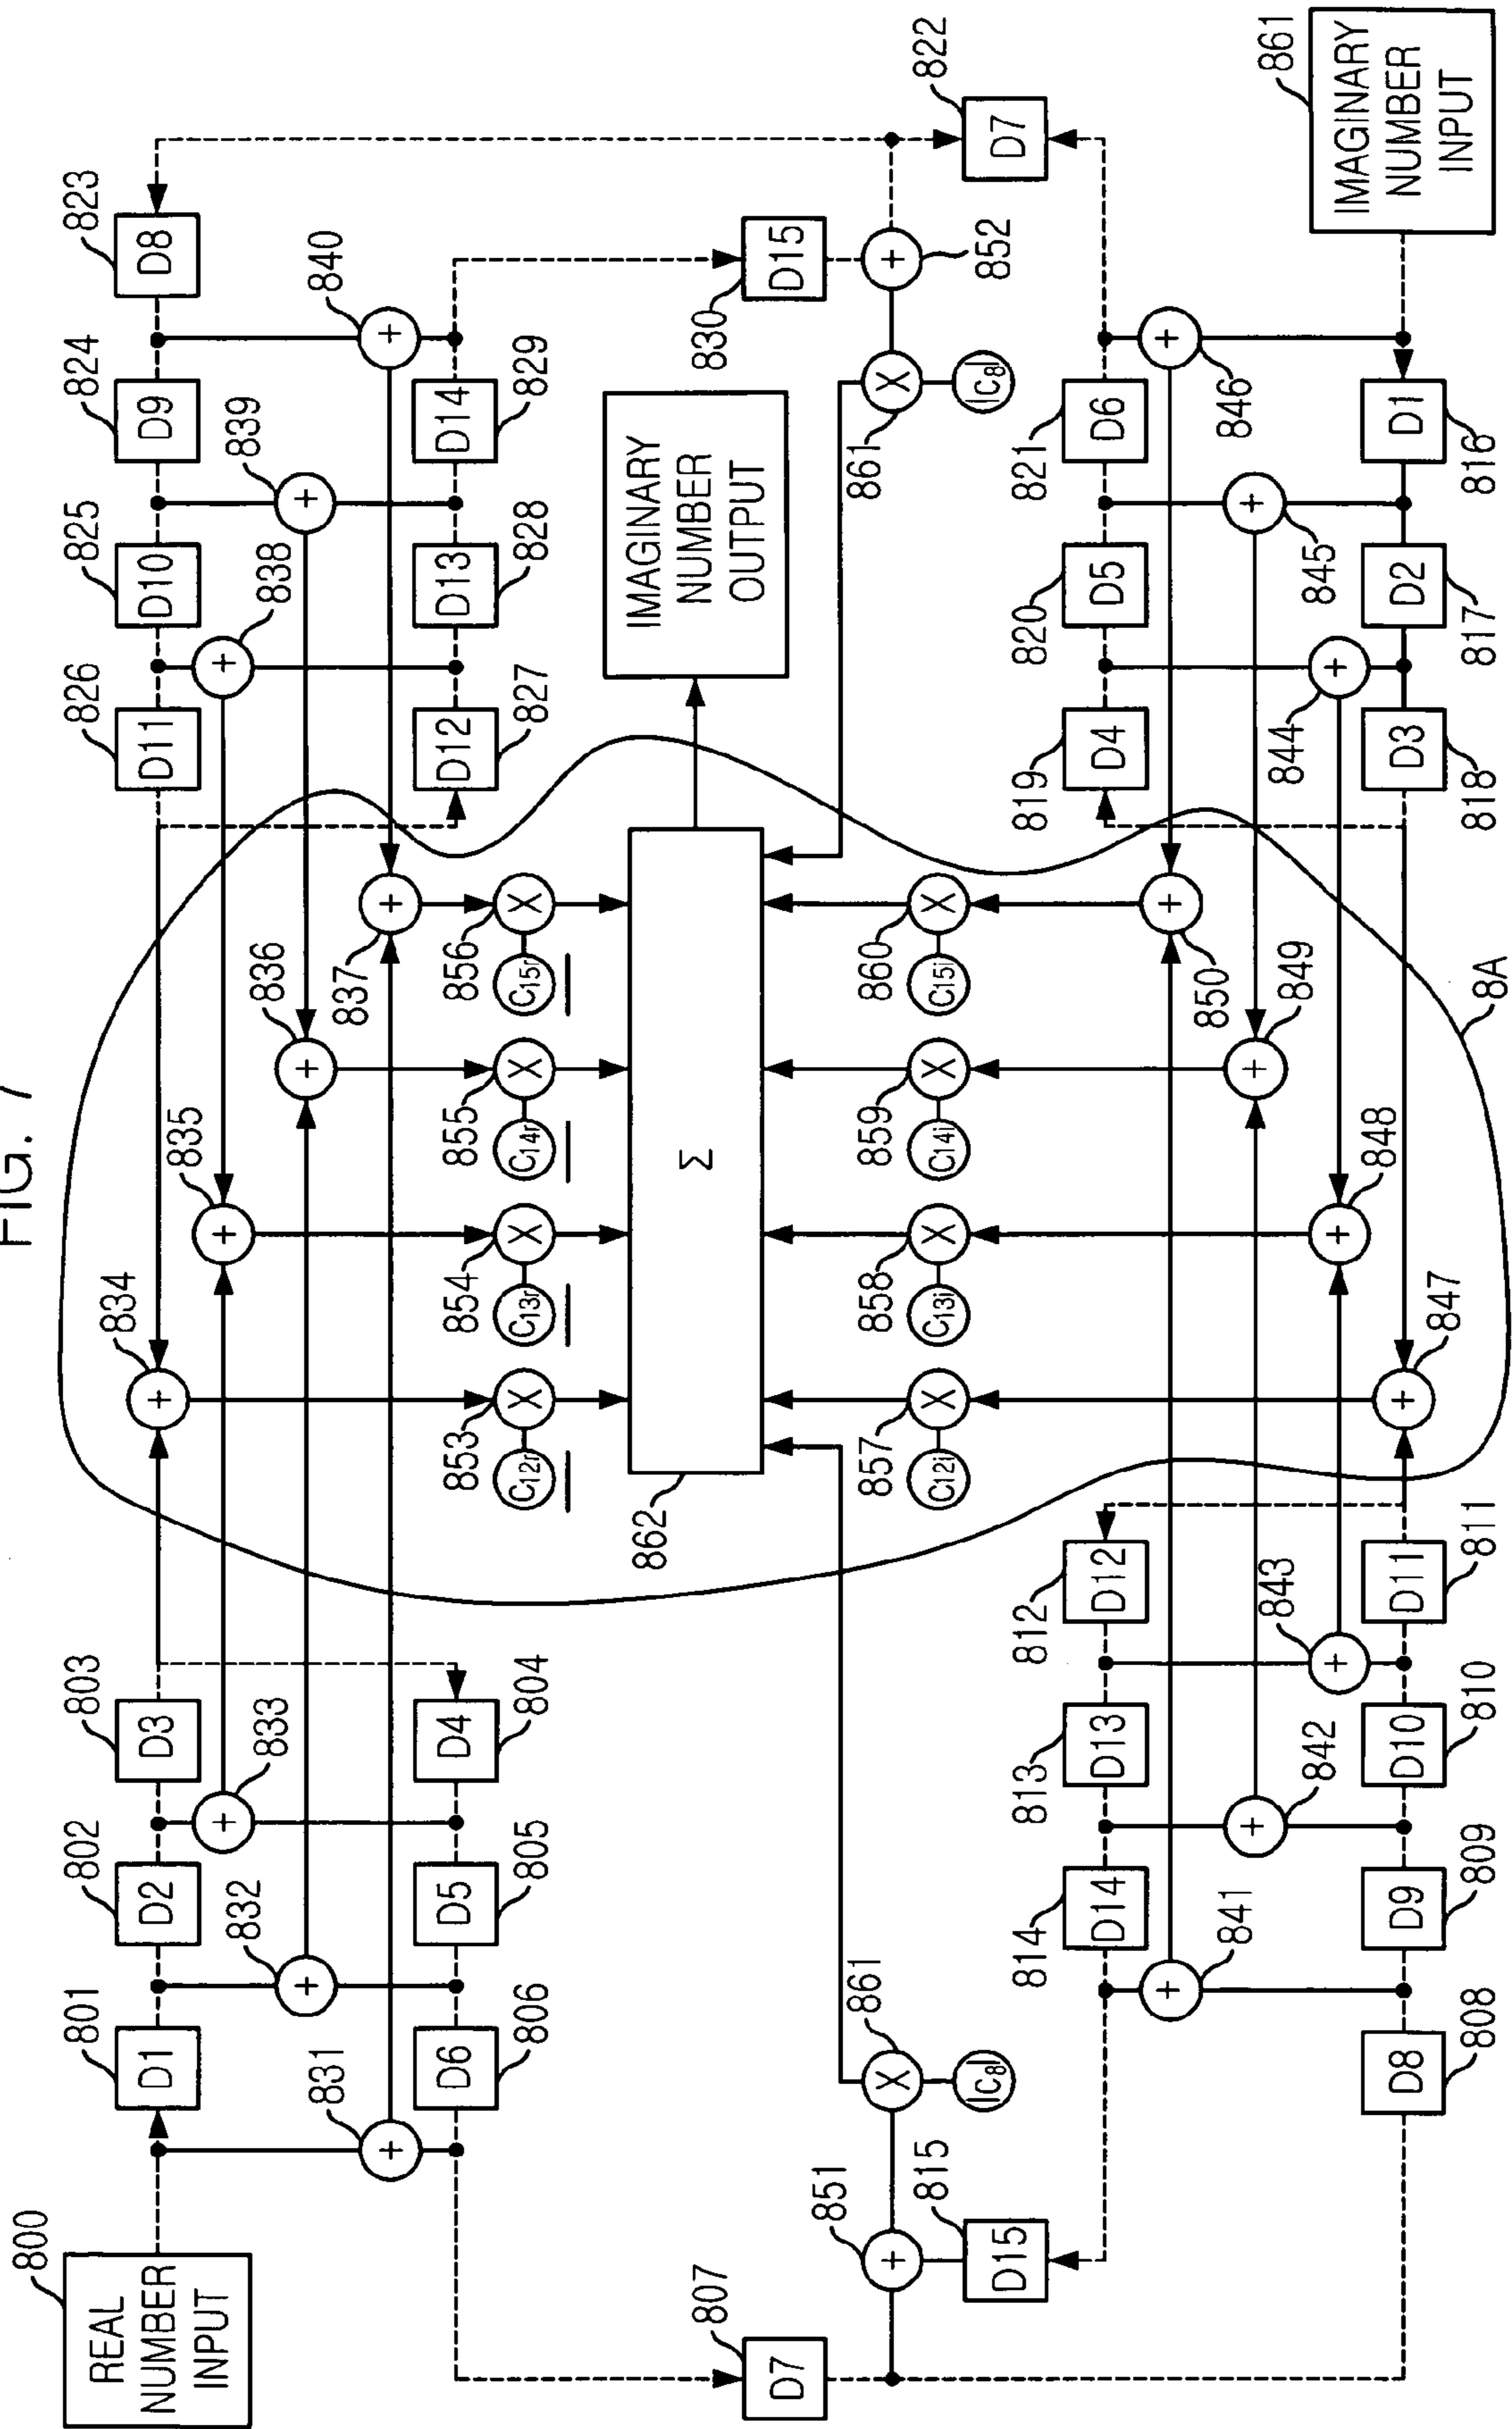 FIG. 7
800
REAL
NUMBER
INPUT
801
D1
802
D2
803
D3
834
+
826
D11
825
D10
824
D9
823
D8
831
+
832
+
833
+
835
+
836
+
837
+
838
+
839
+
840
+
806
D6
805
D5
804
D4
D12
827
D13
828
D14
829
853
X
C12r
854
X
C13r
855
X
C14r
856
X
C15r
IMAGINARY
NUMBER
OUTPUT
862
Σ
807
D7
D15
830
851
+
861
X
|C8|
857
X
C12i
858
X
C13i
859
X
C14i
860
X
C15i
861
X
|C8|
+
852
815
D15
D7
822
814
D14
813
D13
812
D12
819
D4
820
D5
821
D6
841
+
842
+
843
+
850
+
849
+
848
+
847
+
844
+
845
+
846
+
D8
808
D9
809
D10
810
D11
811
D3
818
D2
817
D1
816
861
IMAGINARY
NUMBER
INPUT
8A